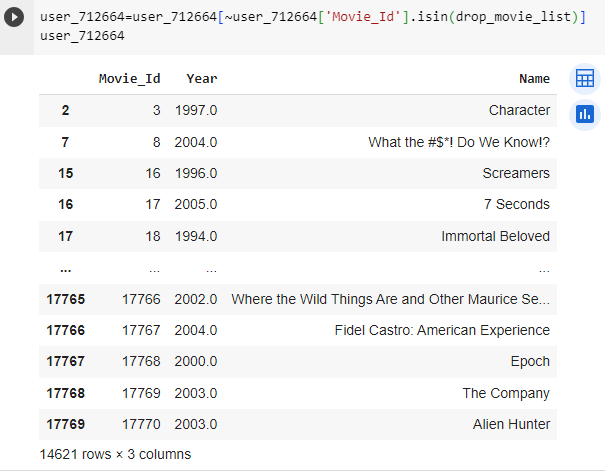 user_712664=user_712664[~user_712664['Movie_Id'].isin(drop_movie_list)]
user_712664
Movie_Id Year Name
2 3 1997.0 Character
7 8 2004.0 What the #$*! Do We Know!?
15 16 1996.0 Screamers
16 17 2005.0 7 Seconds
17 18 1994.0 Immortal Beloved
... ... ... ...
17765 17766 2002.0 Where the Wild Things Are and Other Maurice Se...
17766 17767 2004.0 Fidel Castro: American Experience
17767 17768 2000.0 Epoch
17768 17769 2003.0 The Company
17769 17770 2003.0 Alien Hunter
14621 rows × 3 columns